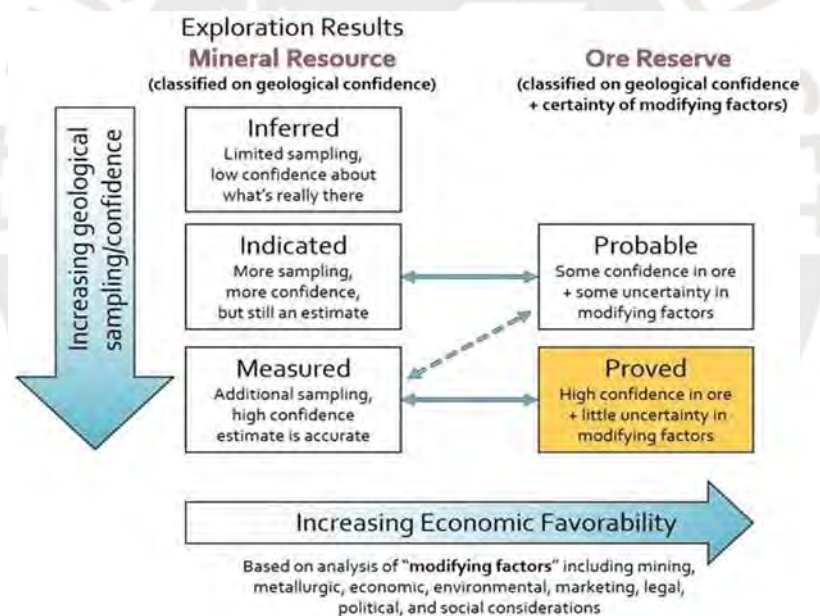 Exploration Results
Mineral Resource
(classified on geological confidence)
Ore Reserve
(classified on geological confidence
+ certainty of modifying factors)
Increasing geological
sampling/confidence
Inferred
Limited sampling,
low confidence about
what's really there
Indicated
More sampling,
more confidence,
but still an estimate
Probable
Some confidence in ore
+ some uncertainty in
modifying factors
Measured
Additional sampling,
high confidence
estimate is accurate
Proved
High confidence in ore
+ little uncertainty in
modifying factors
Increasing Economic Favorability
Based on analysis of "modifying factors" including mining,
metallurgic, economic, environmental, marketing, legal,
political, and social considerations